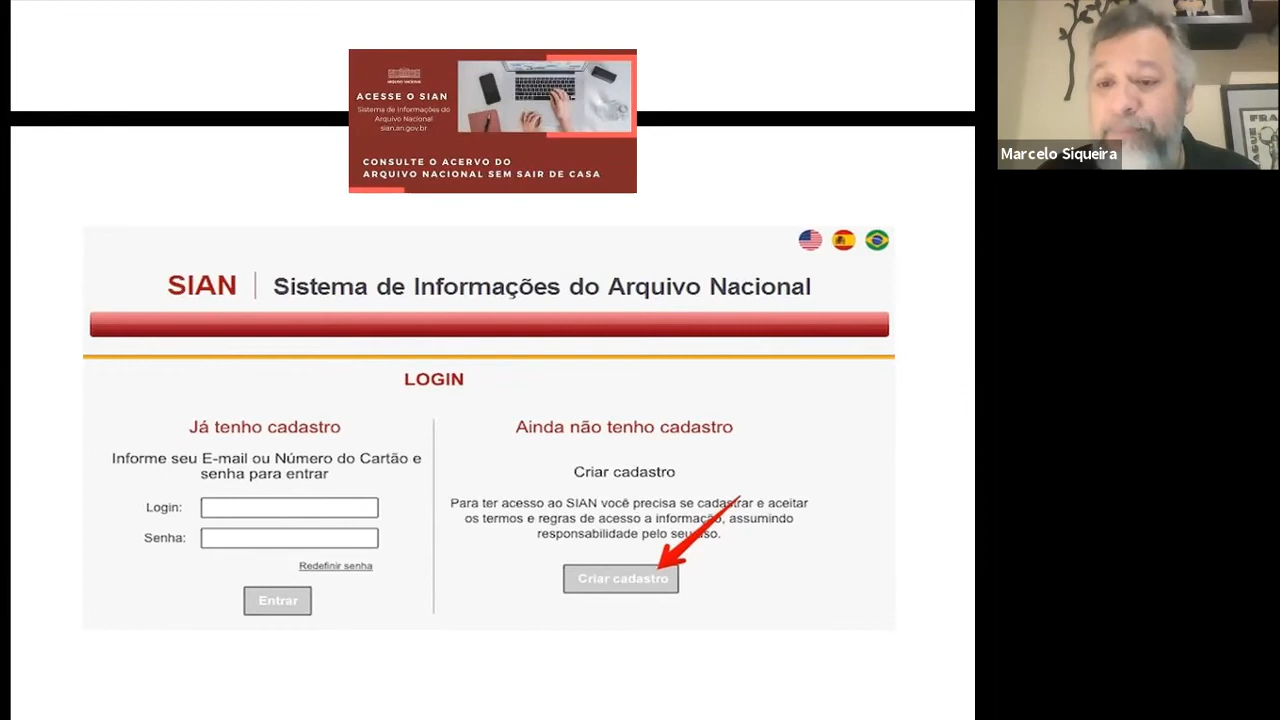 ARQUIVO NACIONAL
ACESSE O SIAN
Sistema de Informações do
Arquivo Nacional
sian.an.gov.br
CONSULTE O ACERVO DO
ARQUIVO NACIONAL SEM SAIR DE CASA
Marcelo Siqueira
SIAN | Sistema de Informações do Arquivo Nacional
LOGIN
Já tenho cadastro
Informe seu E-mail ou Número do Cartão e
senha para entrar
Login:
Senha:
Redefinir senha
Entrar
Ainda não tenho cadastro
Criar cadastro
Para ter acesso ao SIAN você precisa se cadastrar e aceitar
os termos e regras de acesso a informação, assumindo
responsabilidade pelo seu uso.
Criar cadastro